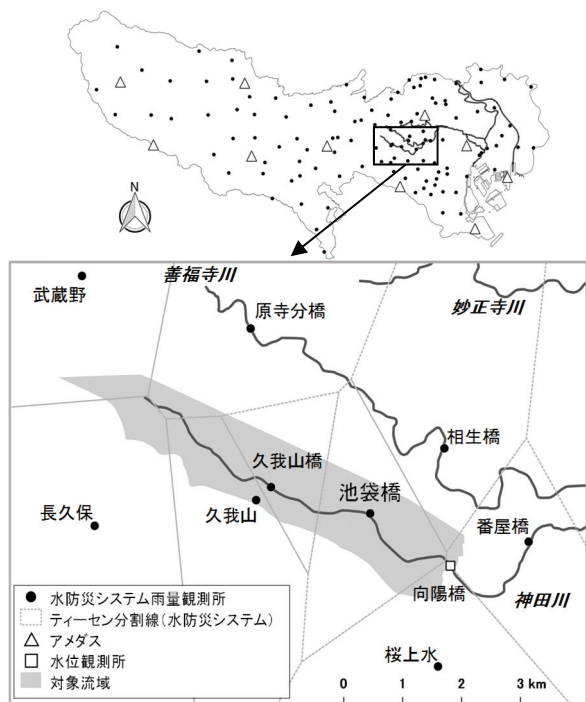 N
善福寺川
武蔵野
原寺分橋
妙正寺川
相生橋
久我山橋
池袋橋
長久保
久我山
番屋橋
向陽橋
神田川
水防災システム雨量観測所
ティーセン分割線(水防災システム)
アメダス
水位観測所
対象流域
桜上水
0 1 2 3 km